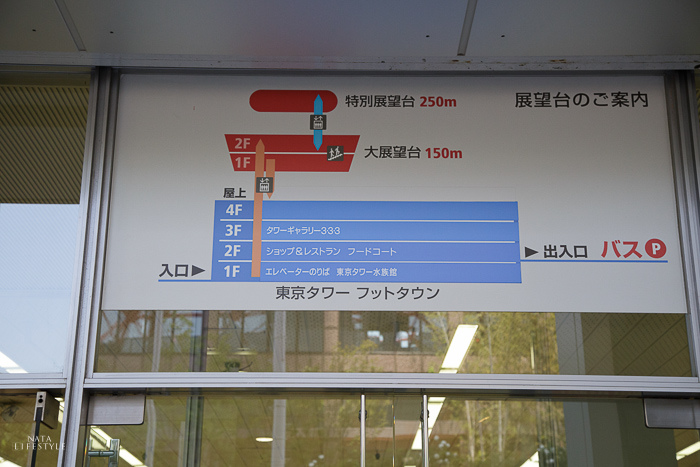 展望台のご案内
特別展望台 250m
2F
1F
大展望台 150m
屋上
4F
3F タワーギャラリー3・3・3
2F ショップ&レストラン フードコート
1F エレベーターのりば 東京タワー水族館
入口▶
▶出入口 バスP
東京タワー フットタウン
NATA
LIFESTYLE